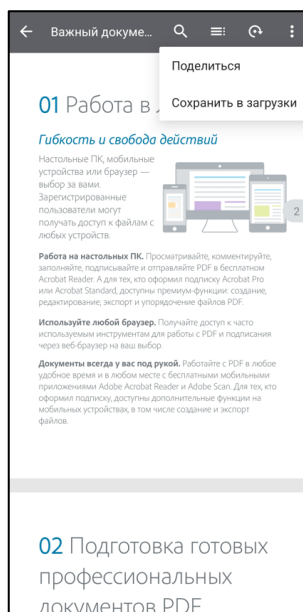 Важный докуме...
Поделиться
Сохранить в загрузки
01 Работа в
Гибкость и свобода действий
Настольные ПК, мобильные
устройства или браузер —
выбор за вами.
Зарегистрированные
пользователи могут
получать доступ к файлам с
любых устройств.
2
Работа на настольных ПК. Просматривайте, комментируйте,
заполняйте, подписывайте и отправляйте PDF в бесплатном
Acrobat Reader. А для тех, кто оформил подписку Acrobat Pro
или Acrobat Standard, доступны премиум-функции: создание,
редактирование, экспорт и упорядочение файлов PDF.
Используйте любой браузер. Получайте доступ к часто
используемым инструментам для работы с PDF и подписания
через веб-браузер на ваш выбор.
Документы всегда у вас под рукой. Работайте с PDF в любое
удобное время и в любом месте с бесплатными мобильными
приложениями Adobe Acrobat Reader и Adobe Scan. Для тех, кто
оформил подписку, доступны дополнительные функции на
мобильных устройствах, в том числе создание и экспорт
файлов.
02 Подготовка готовых
профессиональных
документов PDF